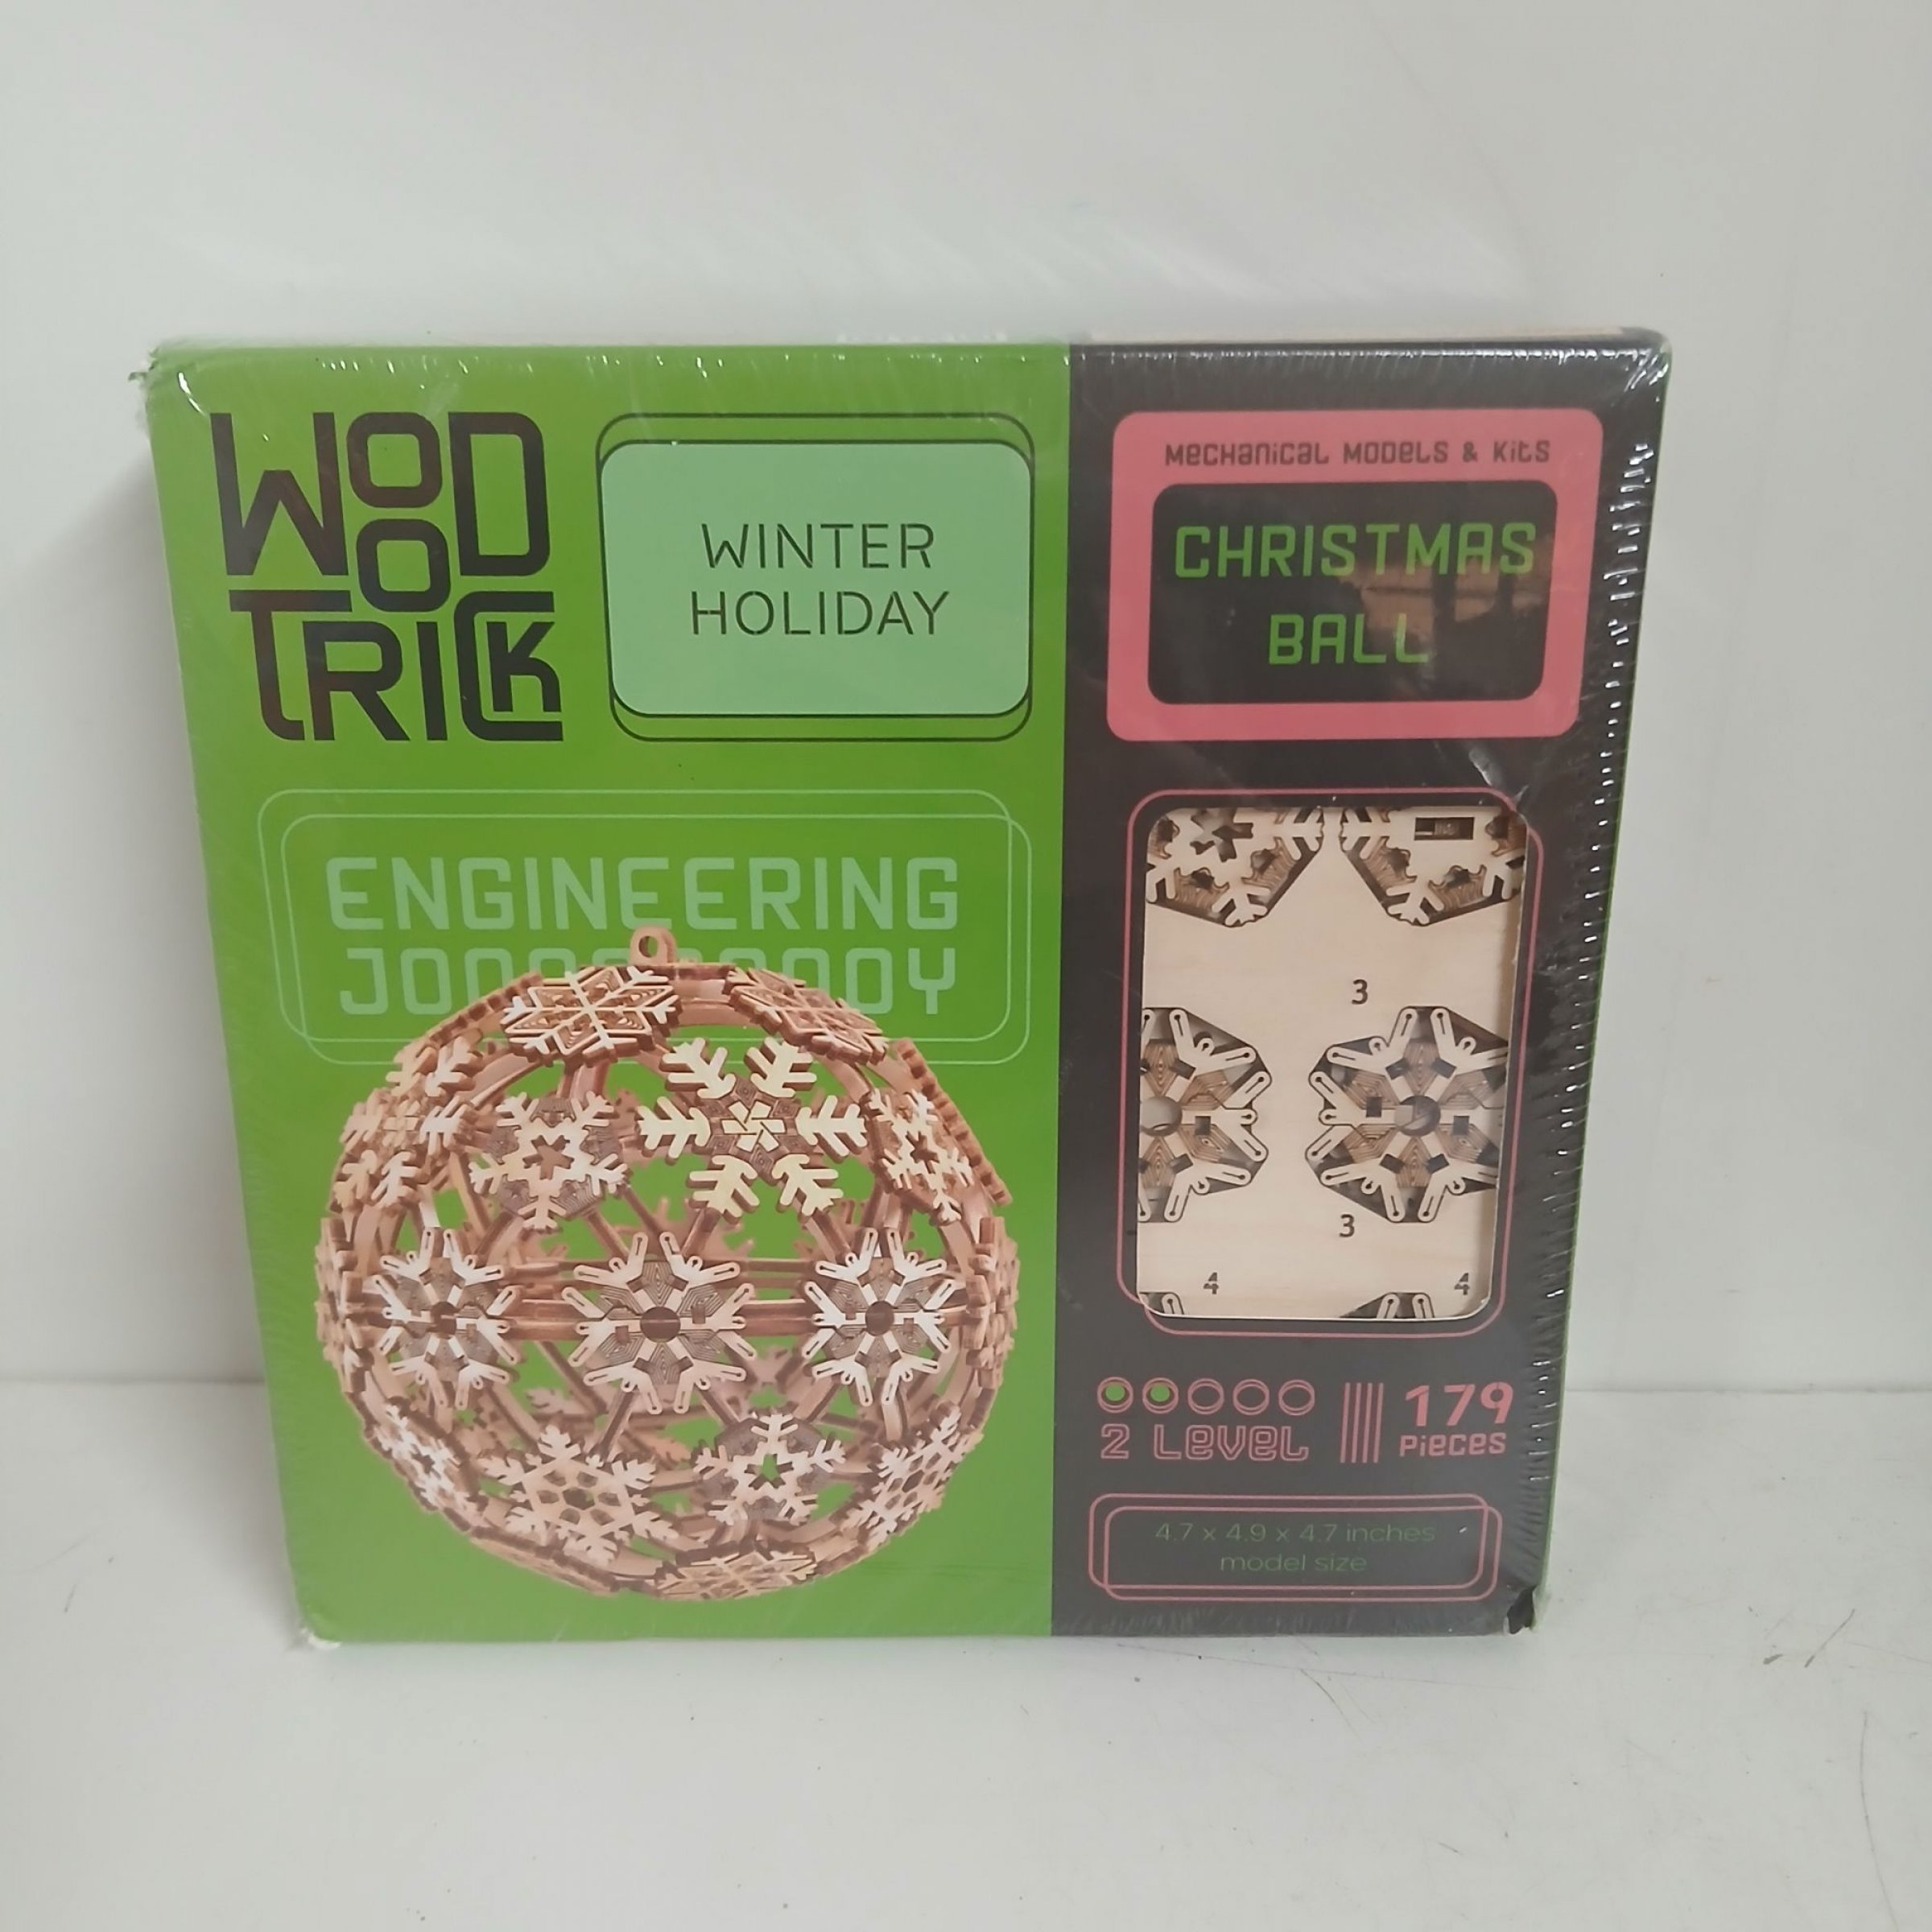 WOOD
TRICK
WINTER
HOLIDAY
ENGINEERING
MECHANICAL MODELS & KITS
CHRISTMAS
BALL
3
3
4 4
2 LEVEL
179
PIECES
4.7 x 4.9 x 4.7 inches
model size